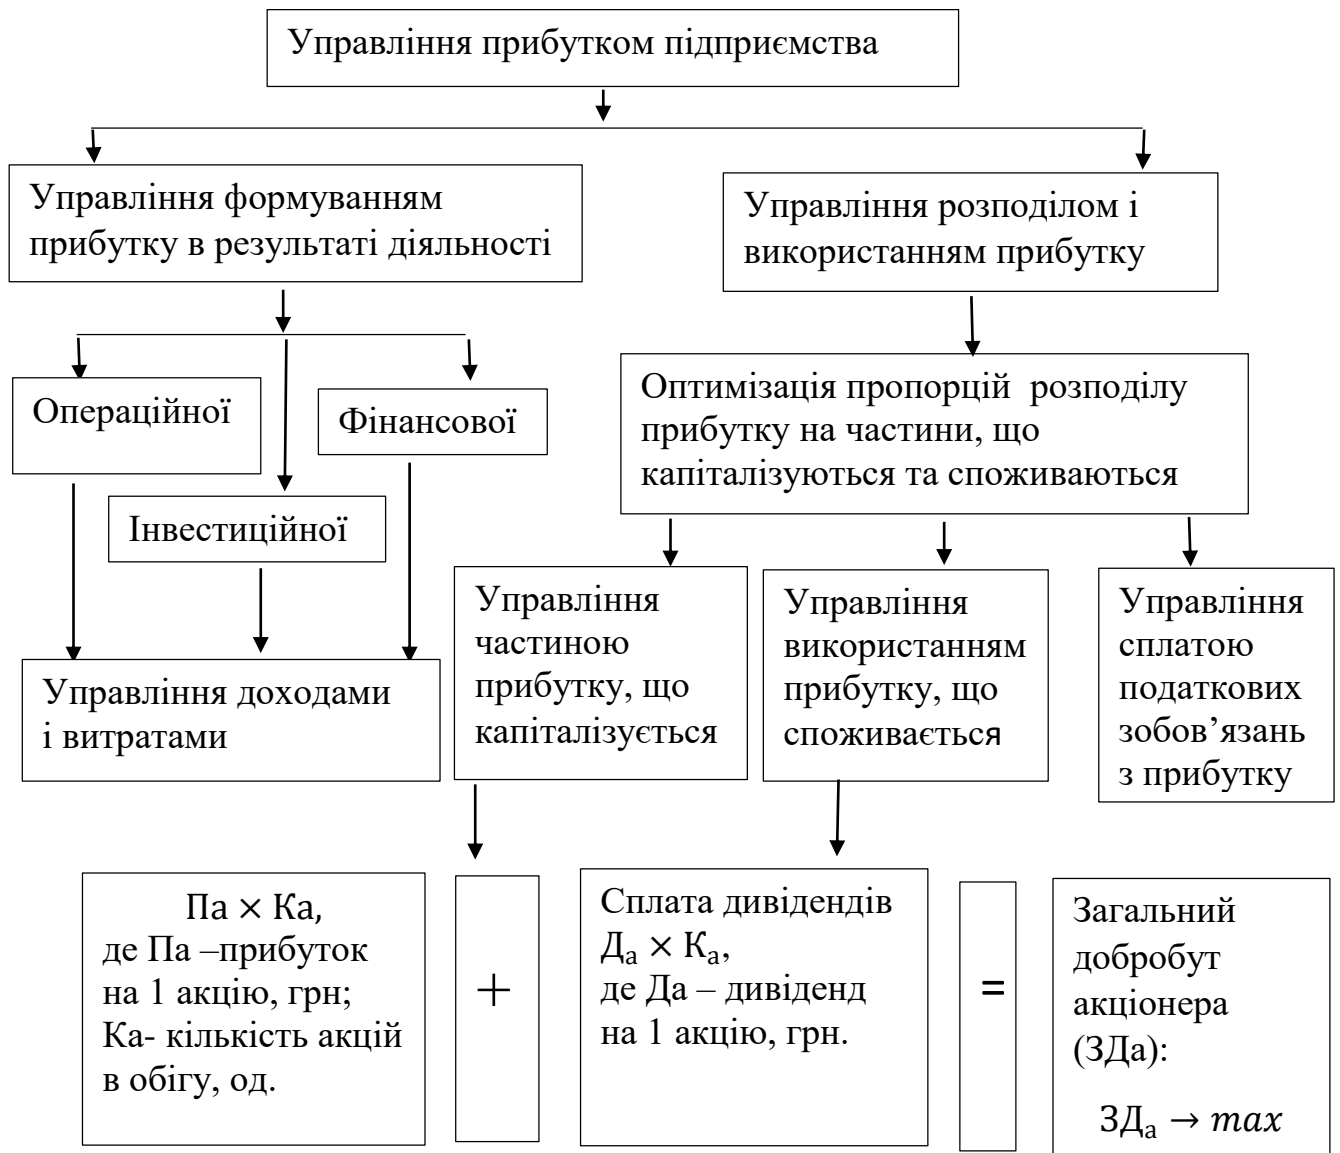 Управління прибутком підприємства
Управління формуванням
прибутку в результаті діяльності
Управління розподілом і
використанням прибутку
Операційної
Фінансової
Інвестиційної
Оптимізація пропорцій розподілу
прибутку на частини, що
капіталізуються та споживаються
Управління доходами
і витратами
Управління
частиною
прибутку, що
капіталізується
Управління
використанням
прибутку, що
споживається
Управління
сплатою
податкових
зобов’язань
з прибутку
Па × Ка,
де Па –прибуток
на 1 акцію, грн;
Ка- кількість акцій
в обігу, од.
+
Сплата дивідендів
Дₐ × Кₐ,
де Да – дивіденд
на 1 акцію, грн.
=
Загальний
добробут
акціонера
(ЗДа):
ЗДₐ → max